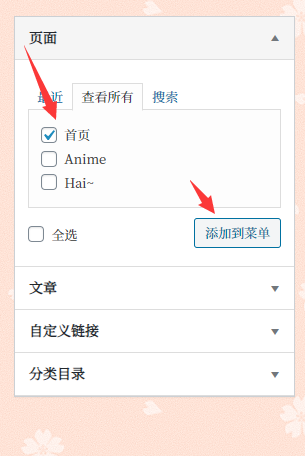 页面
最近 查看所有 搜索
首页
Anime
Hai~
全选 添加到菜单
文章
自定义链接
分类目录